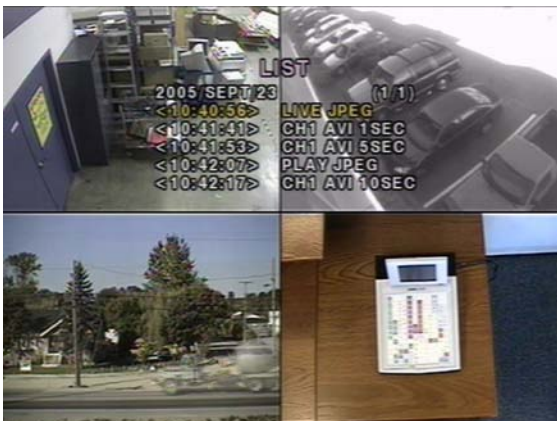 LIST
2005/SEPT/23 (1/1)
<10:40:56> LIVE JPEG
<10:41:41> CH1 AVI 1SEC
<10:41:53> CH1 AVI 5SEC
<10:42:07> PLAY JPEG
<10:42:17> CH1 AVI 10SEC